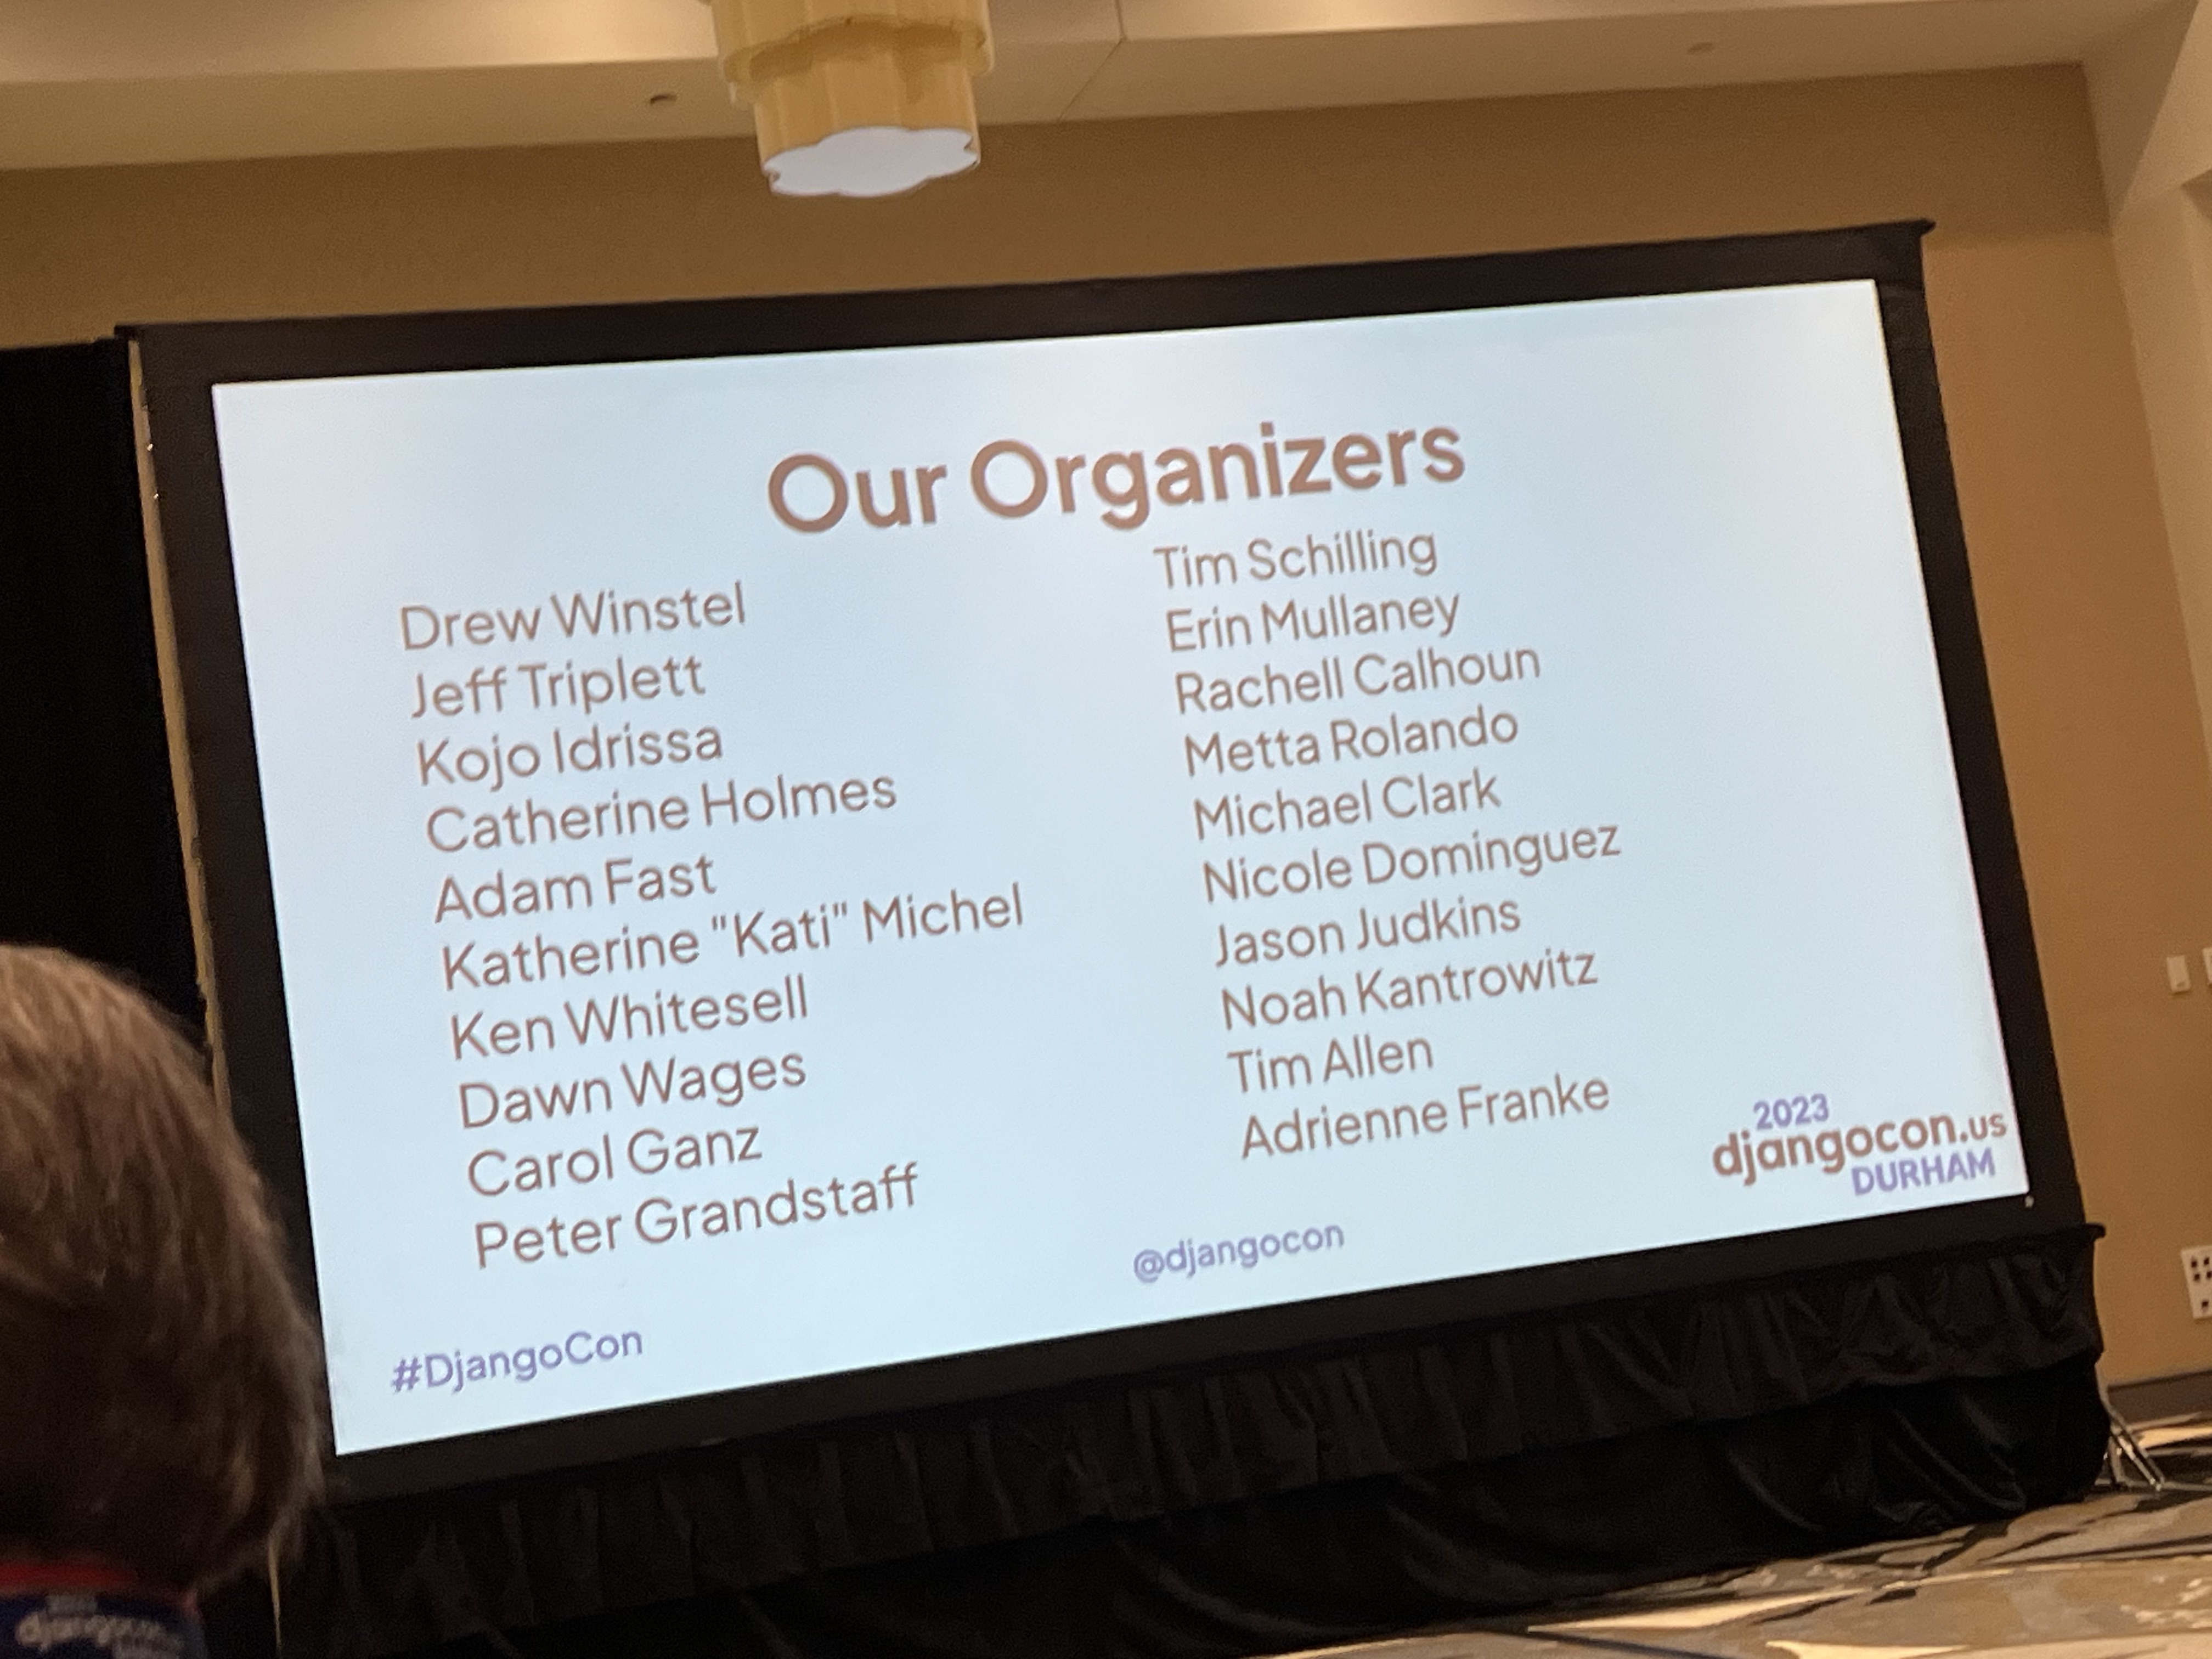 Our Organizers
Drew Winstel
Jeff Triplett
Kojo Idrissa
Catherine Holmes
Adam Fast
Katherine "Kati" Michel
Ken Whitesell
Dawn Wages
Carol Ganz
Peter Grandstaff
Tim Schilling
Erin Mullaney
Rachell Calhoun
Metta Rolando
Michael Clark
Nicole Dominguez
Jason Judkins
Noah Kantrowitz
Tim Allen
Adrienne Franke
2023
djangocon.us
DURHAM
@djangocon
#DjangoCon